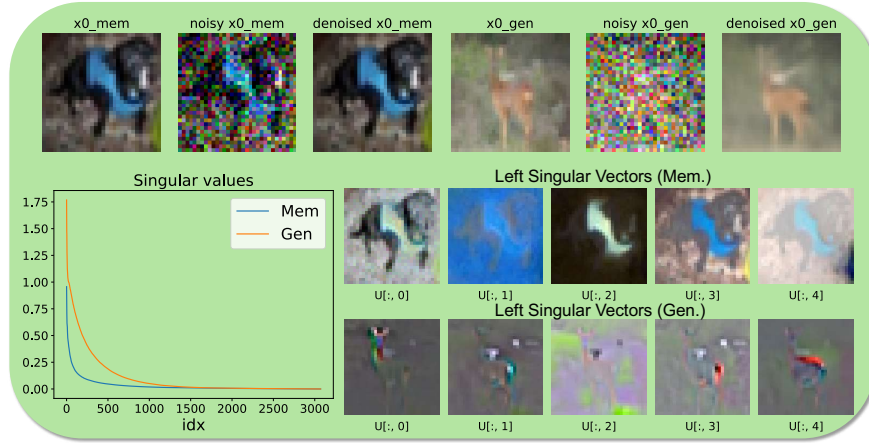 x0_mem
noisy x0_mem
denoised x0_mem
x0_gen
noisy x0_gen
denoised x0_gen
Singular values
1.75
1.50
1.25
1.00
0.75
0.50
0.25
0.00
Mem
Gen
0
500
1000
1500
2000
2500
3000
idx
Left Singular Vectors (Mem.)
U[:, 0]
U[:, 1]
U[:, 2]
U[:, 3]
U[:, 4]
Left Singular Vectors (Gen.)
U[:, 0]
U[:, 1]
U[:, 2]
U[:, 3]
U[:, 4]